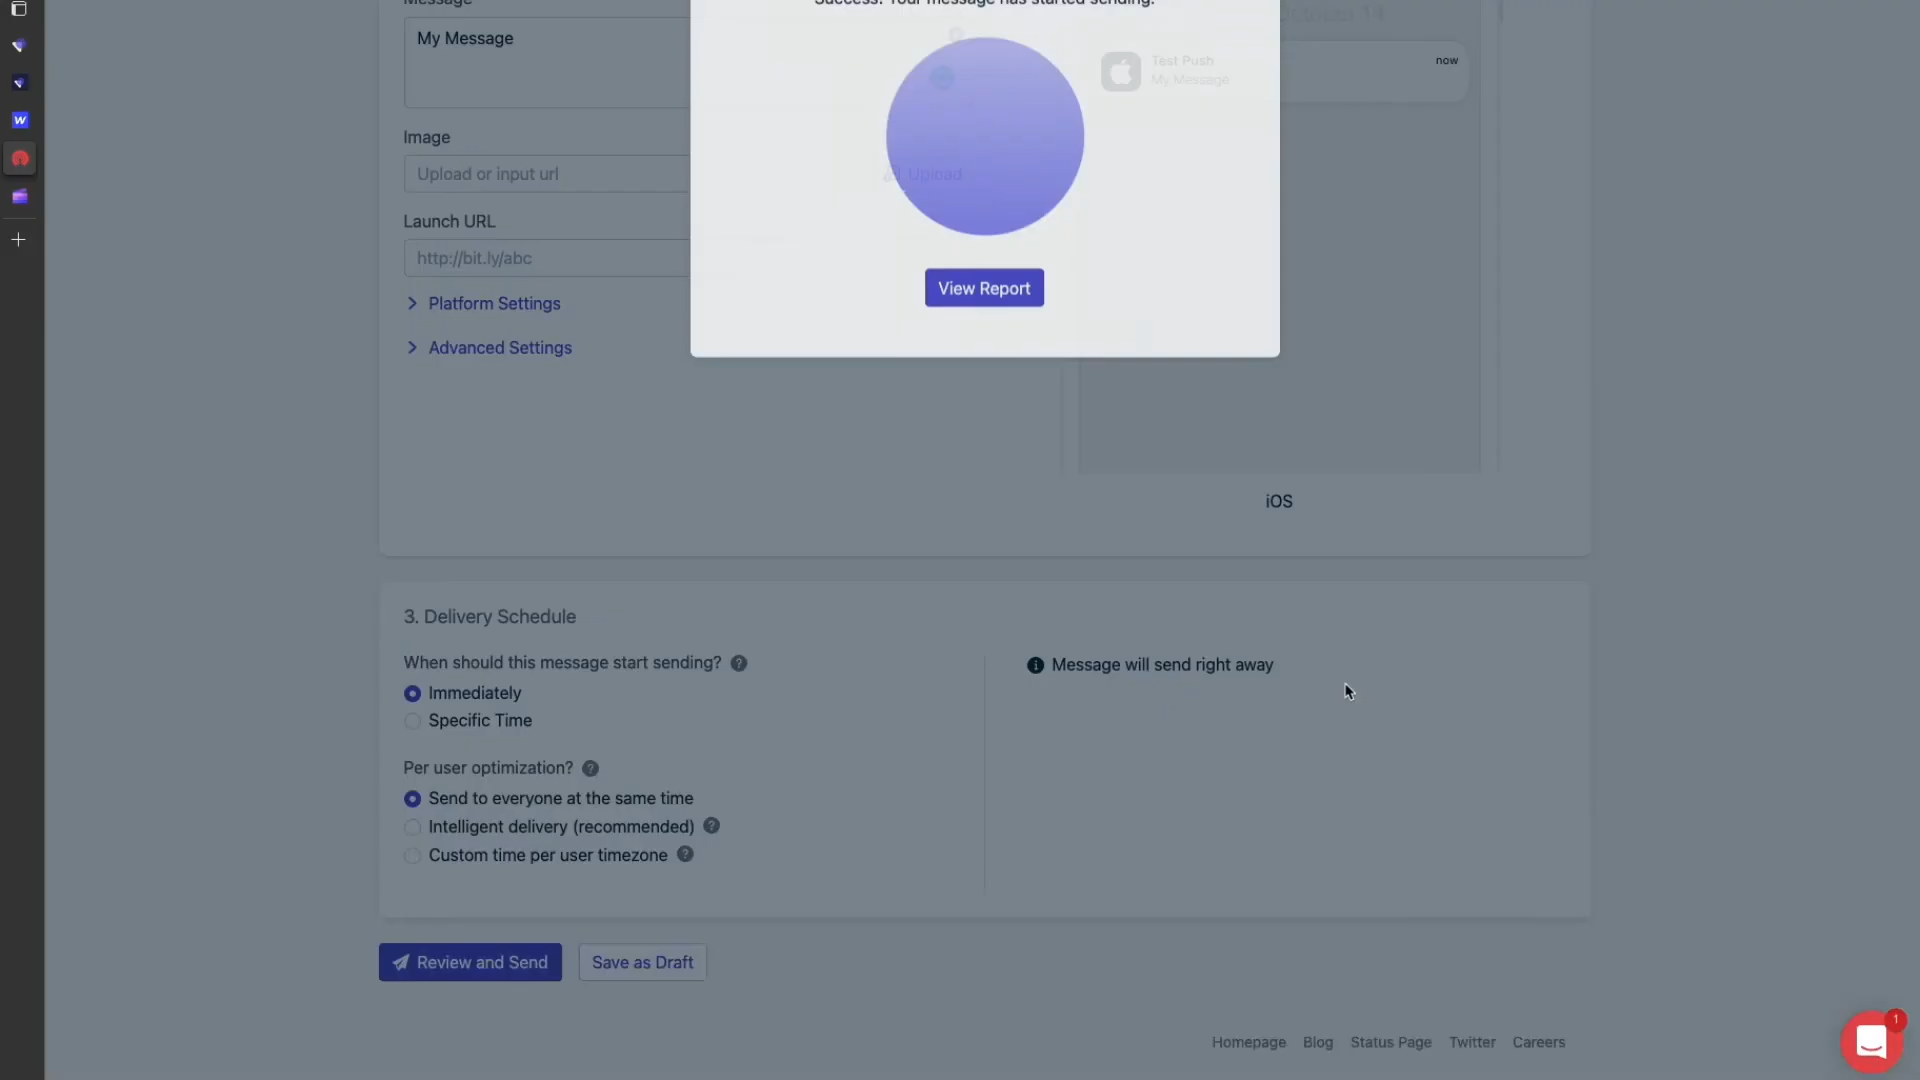 Message
Success! Your message has started sending.
My Message
October 14
now
Test Push
My Message
Image
Upload or input url
Upload
Launch URL
http://bit.ly/abc
View Report
Platform Settings
Advanced Settings
iOS
3. Delivery Schedule
When should this message start sending? ?
Message will send right away
Immediately
Specific Time
Per user optimization? ?
Send to everyone at the same time
Intelligent delivery (recommended) ?
Custom time per user timezone ?
Review and Send
Save as Draft
Homepage Blog Status Page Twitter Careers
1